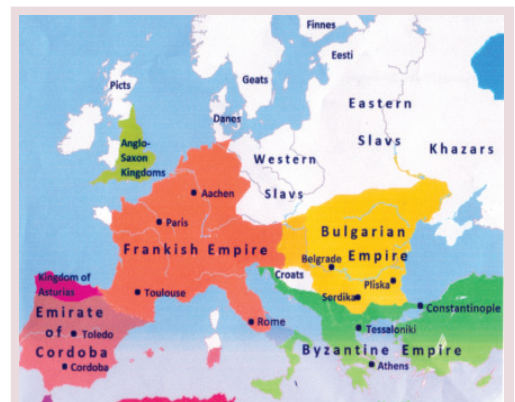 Finnes
Eesti
Geats
Picts
Danes
Eastern
Slavs
Khazars
Anglo-
Saxon
Kingdoms
Western
Slavs
Aachen
Paris
Frankish Empire
Bulgarian
Empire
Belgrade
Croats
Pliska
Serdika
Kingdom of
Asturias
Toulouse
Constantinople
Emirate
of
Cordoba
Toledo
Cordoba
Rome
Tessaloniki
Byzantine Empire
Athens